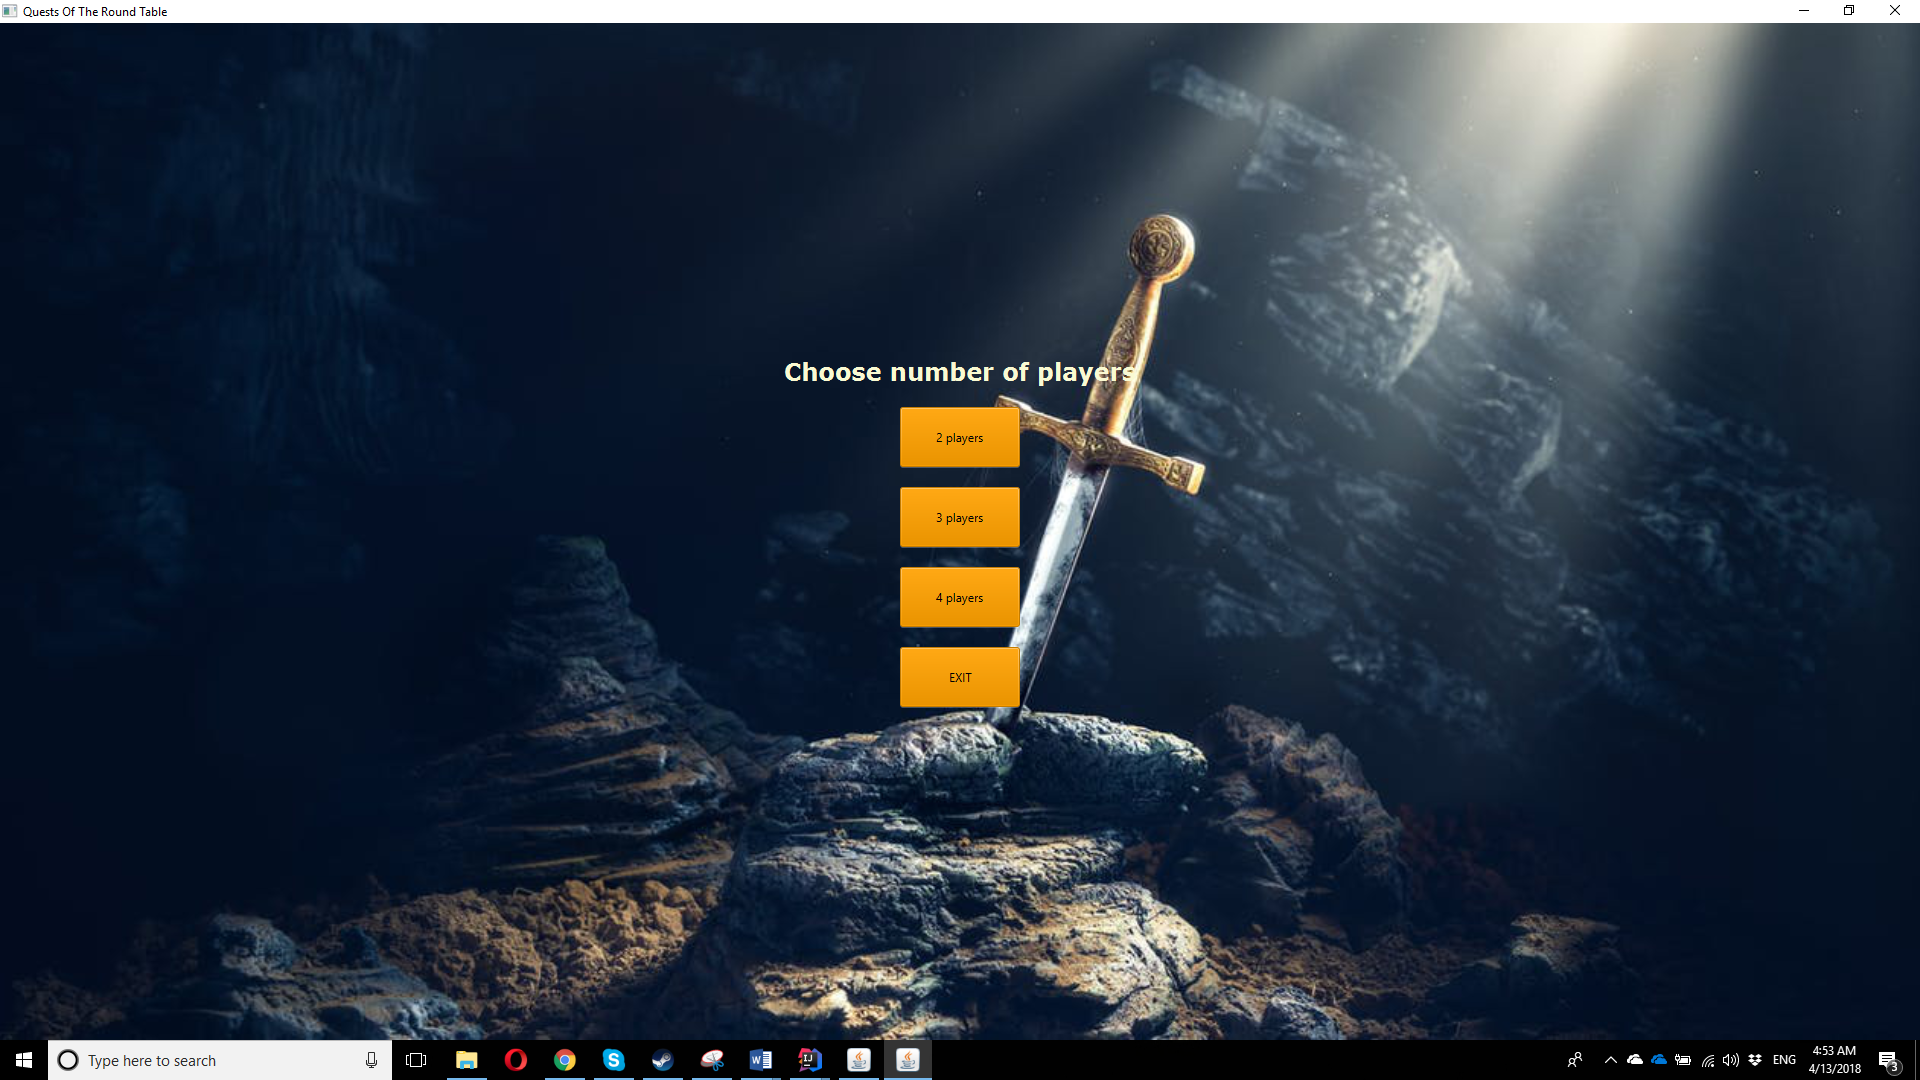 Quests Of The Round Table
Choose number of players
2 players
3 players
4 players
EXIT
Type here to search
ENG
4:53 AM
4/13/2018
3